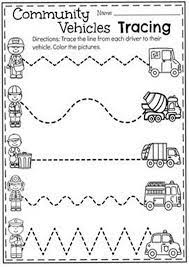 Community Name
Vehicles Tracing
Directions: Trace the line from each driver to their
vehicle. Color the pictures.